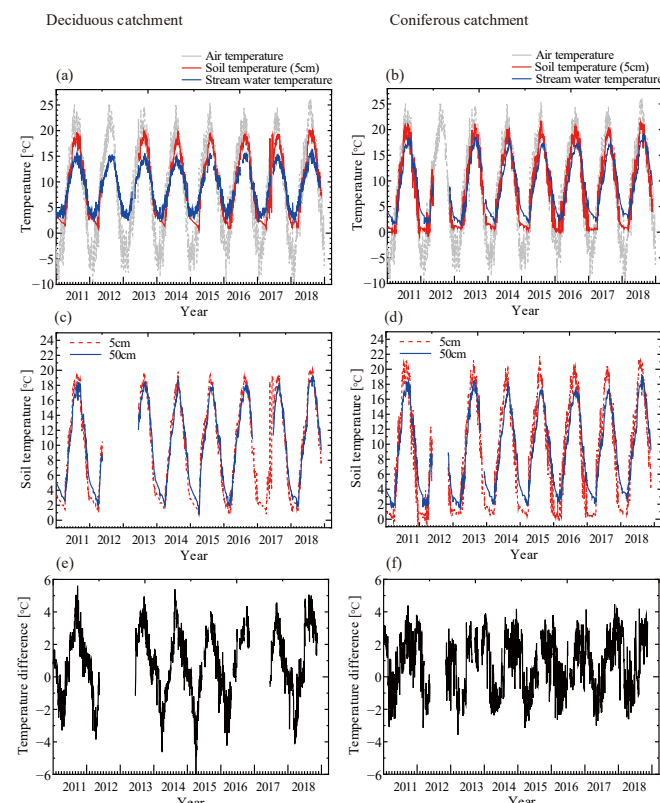 Deciduous catchment
Coniferous catchment
Air temperature
Soil temperature (5cm)
Stream water temperature
Air temperature
Soil temperature (5cm)
Stream water temperature
(a)
(b)
Temperature [℃]
25
20
15
10
5
0
−5
−10
2011 2012 2013 2014 2015 2016 2017 2018
Year
Temperature [℃]
25
20
15
10
5
0
−5
−10
2011 2012 2013 2014 2015 2016 2017 2018
Year
(c)
5cm
50cm
Soil temperature [℃]
24
22
20
18
16
14
12
10
8
6
4
2
0
2011 2012 2013 2014 2015 2016 2017 2018
Year
(d)
5cm
50cm
Soil temperature [℃]
24
22
20
18
16
14
12
10
8
6
4
2
0
2011 2012 2013 2014 2015 2016 2017 2018
Year
(e)
Temperature difference [℃]
6
4
2
0
−2
−4
−6
2011 2012 2013 2014 2015 2016 2017 2018
Year
(f)
Temperature difference [℃]
6
4
2
0
−2
−4
6
2011 2012 2013 2014 2015 2016 2017 2018
Year